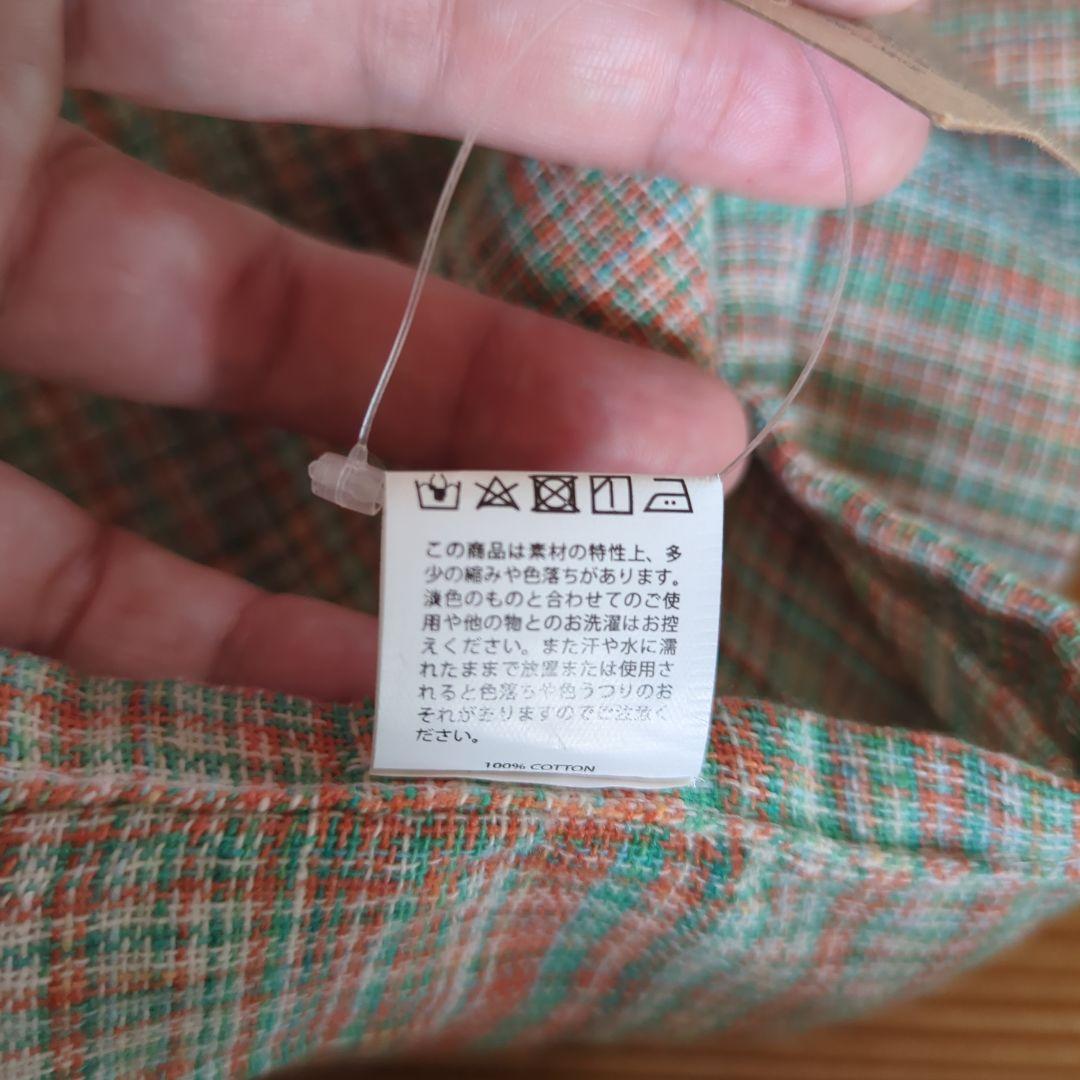 この商品は素材の特性上、多
少の縮みや色落ちがあります。
淡色のものと合わせてのご使
用や他の物とのお洗濯はお控
えください。また汗や水に濡
れたままで放置または使用さ
れると色落ちや色うつりのお
それがありますのでご注意く
ださい。
100% COTTON